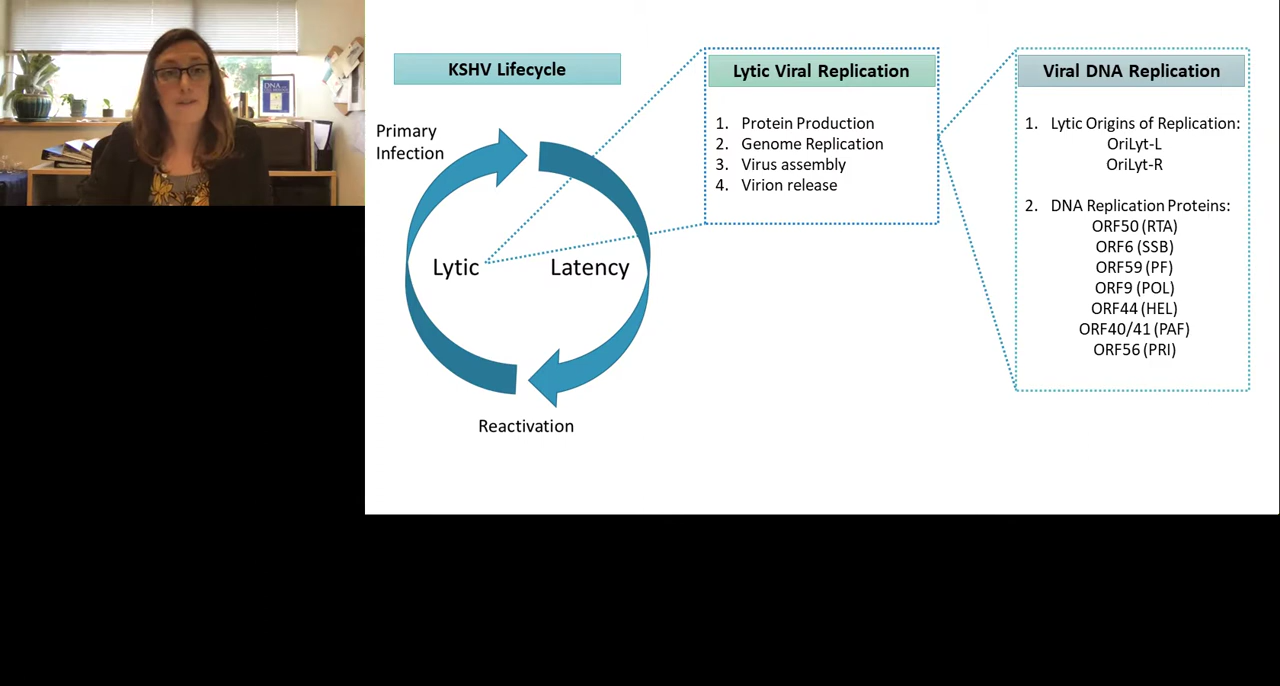 KSHV Lifecycle
Primary
Infection
Lytic
Latency
Reactivation
Lytic Viral Replication
1. Protein Production
2. Genome Replication
3. Virus assembly
4. Virion release
Viral DNA Replication
1. Lytic Origins of Replication:
OriLyt-L
OriLyt-R
2. DNA Replication Proteins:
ORF50 (RTA)
ORF6 (SSB)
ORF59 (PF)
ORF9 (POL)
ORF44 (HEL)
ORF40/41 (PAF)
ORF56 (PRI)
DNA